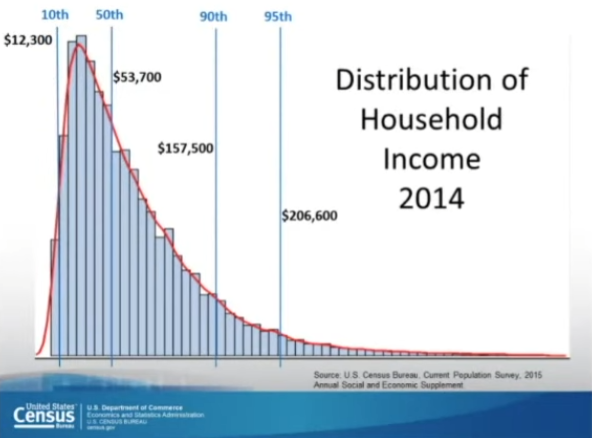 10th 50th 90th 95th
$12,300
$53,700
$157,500
$206,600
Distribution of
Household
Income
2014
Source: U.S. Census Bureau, Current Population Survey, 2015
Annual Social and Economic Supplement
United States®
Census
Bureau
U.S. Department of Commerce
Economics and Statistics Administration
U.S. CENSUS BUREAU
census.gov